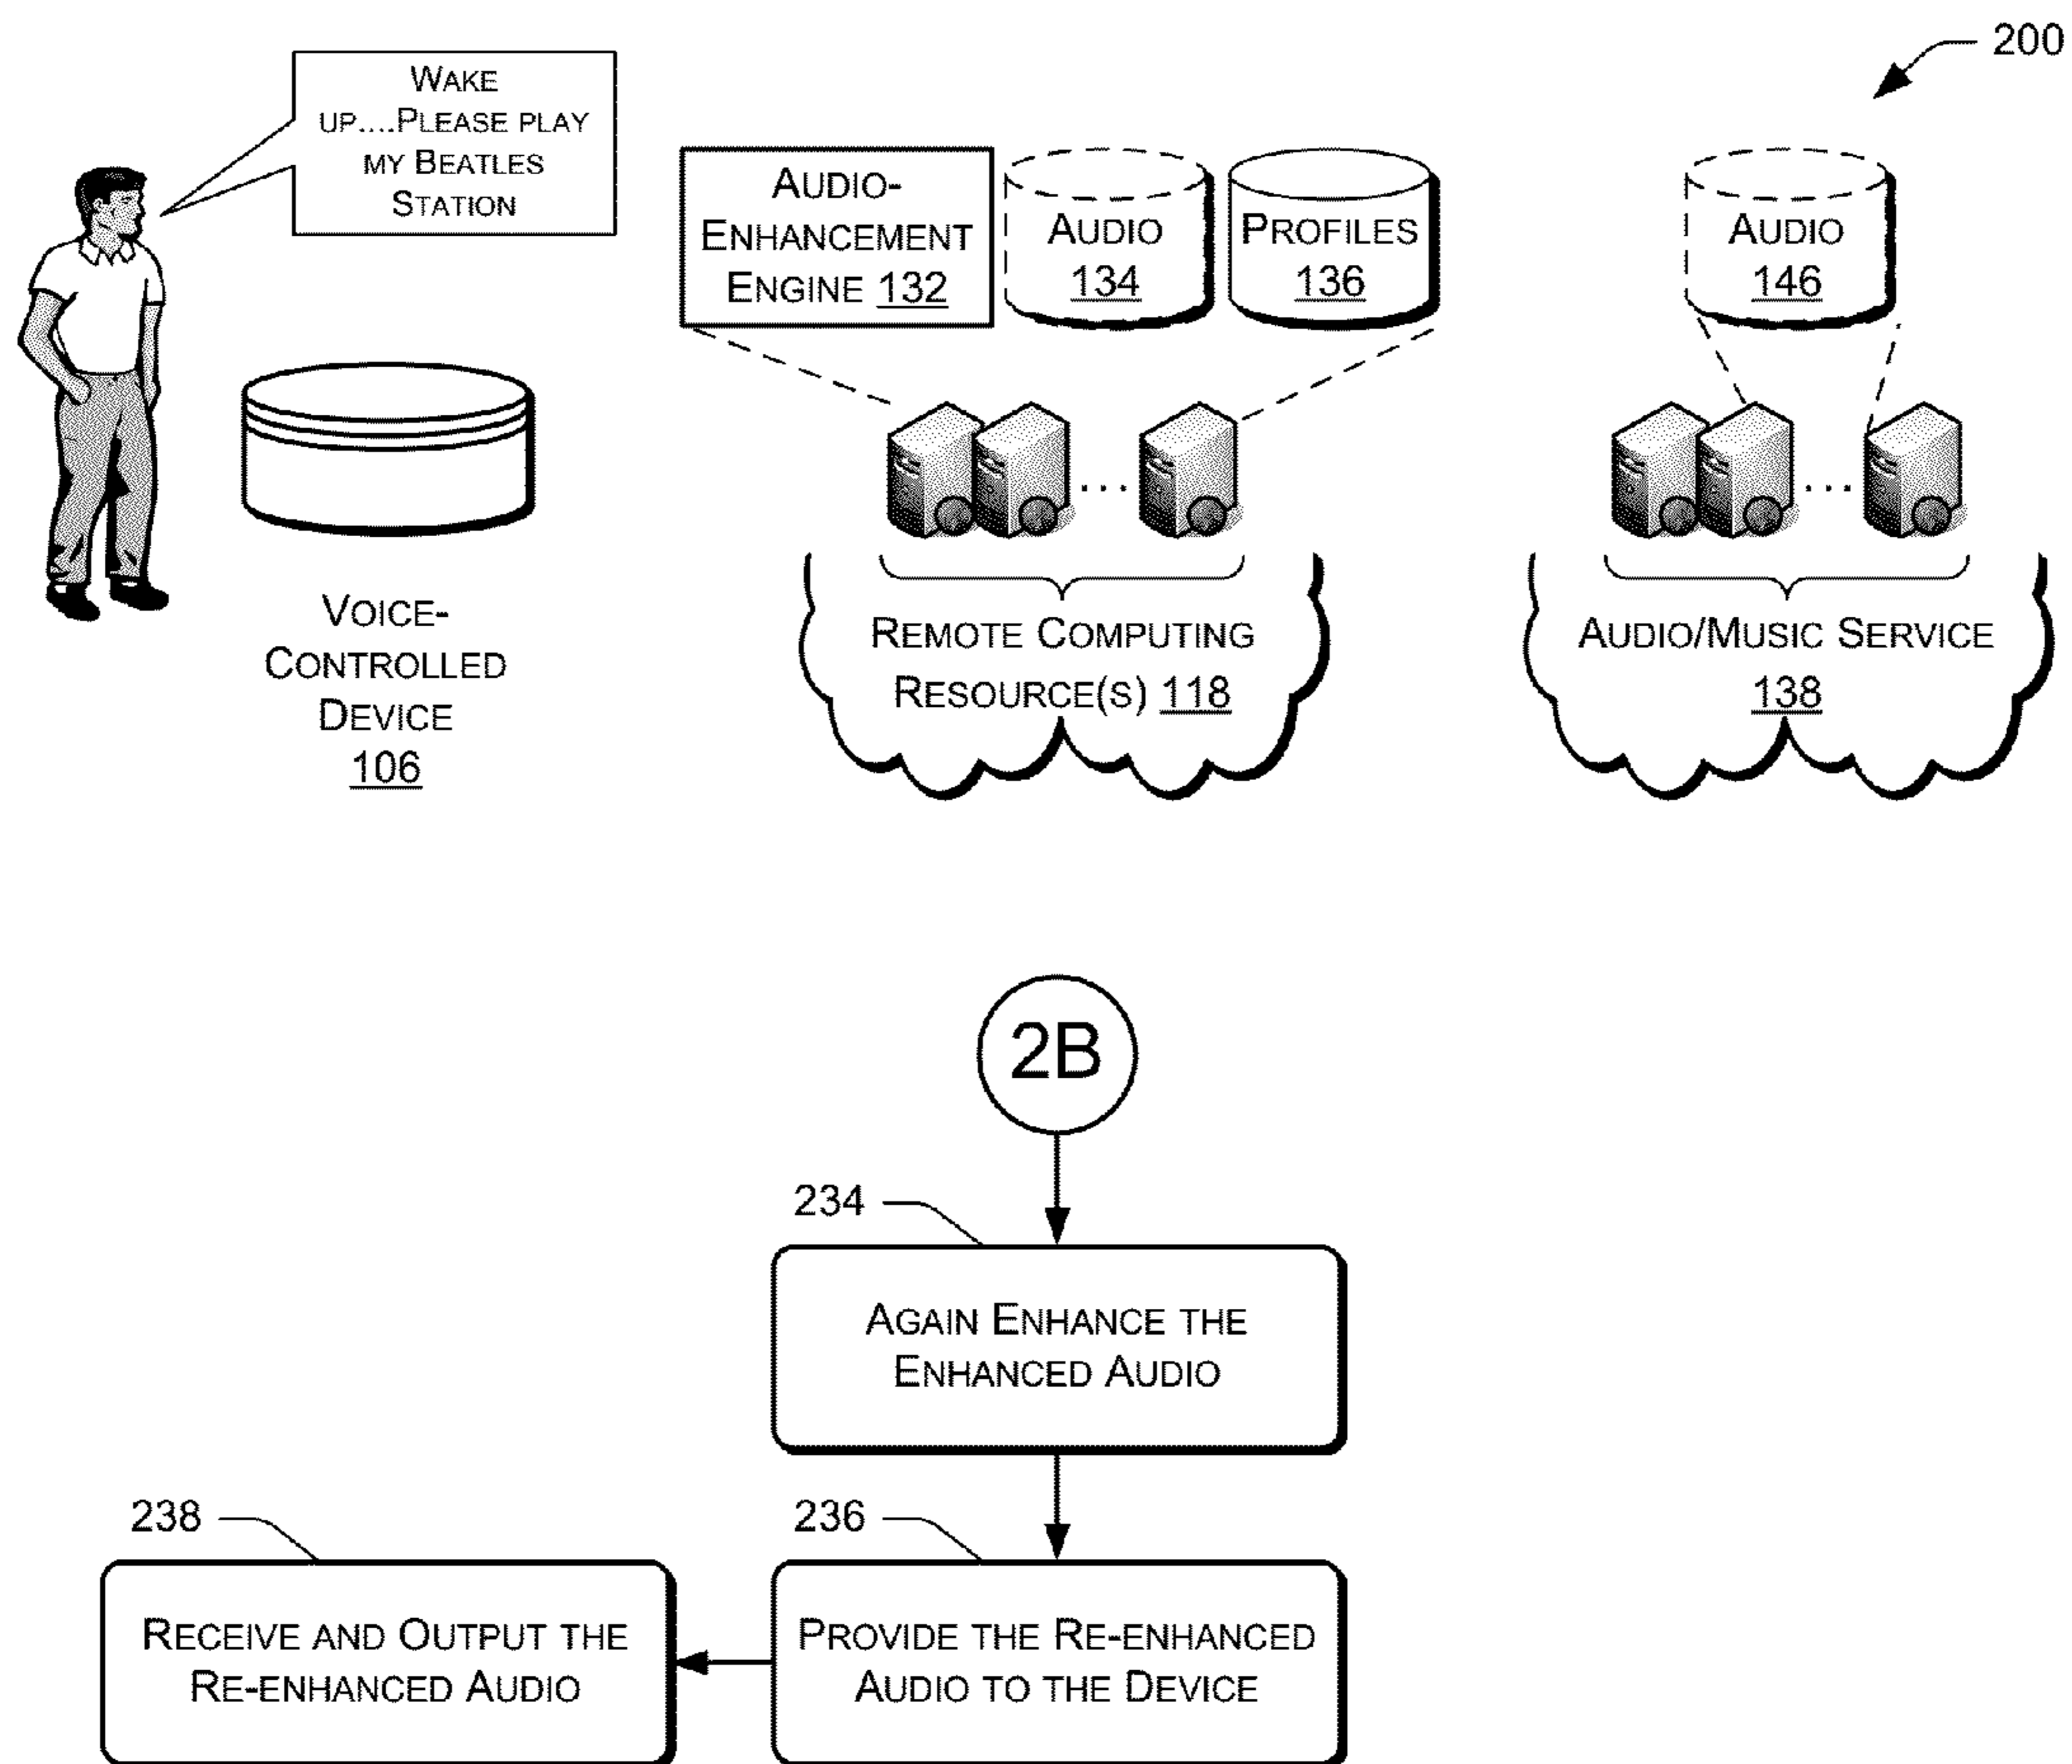 200
WAKE
UP....PLEASE PLAY
MY BEATLES
STATION
AUDIO-
ENHANCEMENT
ENGINE 132
AUDIO
134
PROFILES
136
AUDIO
146
...
...
VOICE-
CONTROLLED
DEVICE
106
REMOTE COMPUTING
RESOURCE(S) 118
AUDIO/MUSIC SERVICE
138
2B
234
AGAIN ENHANCE THE
ENHANCED AUDIO
238
236
RECEIVE AND OUTPUT THE
RE-ENHANCED AUDIO
PROVIDE THE RE-ENHANCED
AUDIO TO THE DEVICE